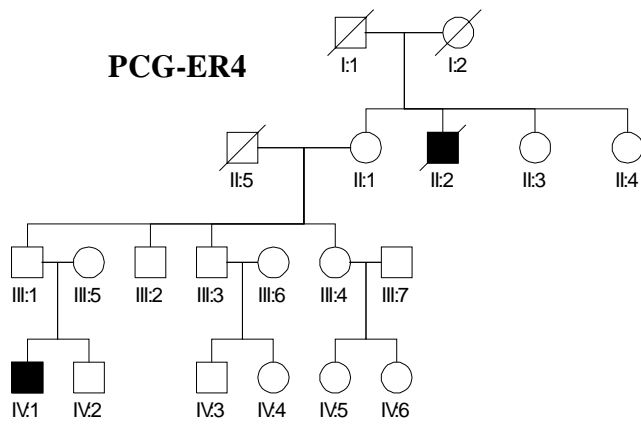 PCG-ER4
I:1 I:2
II:5 II:1 II:2 II:3 II:4
III:1 III:5 III:2 III:3 III:6 III:4 III:7
IV:1 IV:2 IV:3 IV:4 IV:5 IV:6